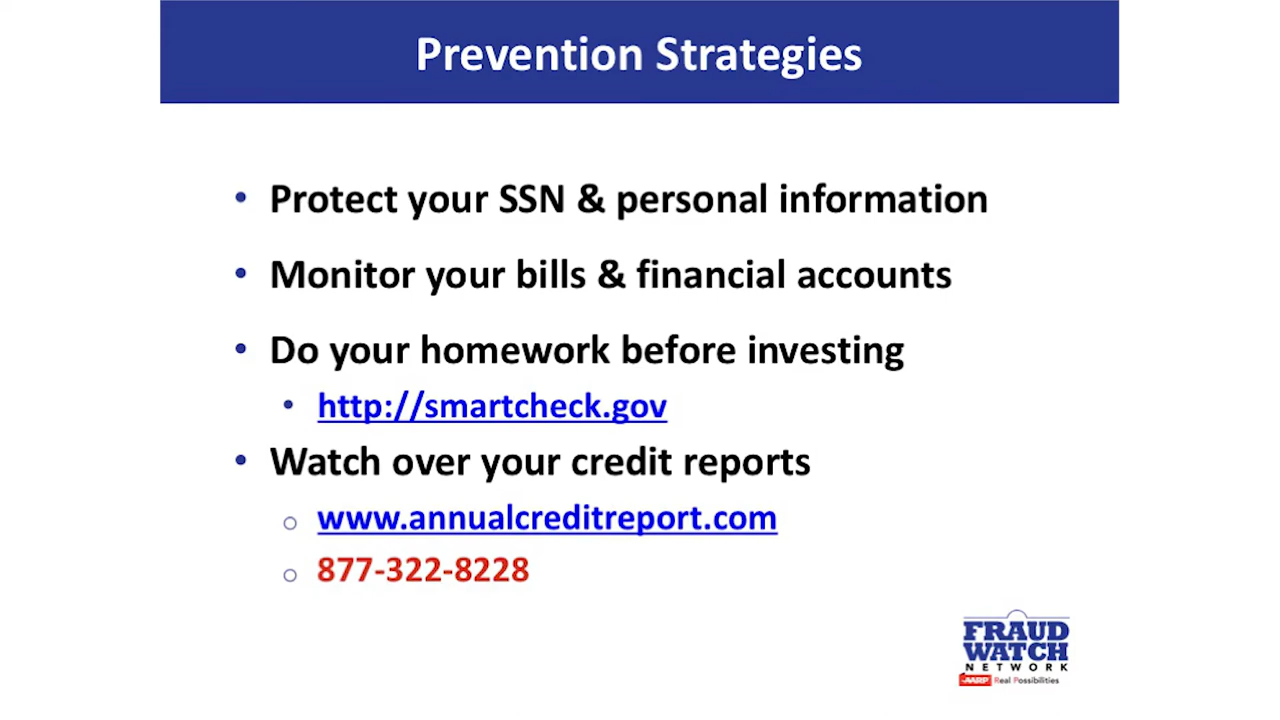 Prevention Strategies
• Protect your SSN & personal information
• Monitor your bills & financial accounts
• Do your homework before investing
• http://smartcheck.gov
• Watch over your credit reports
○ www.annualcreditreport.com
○ 877-322-8228
FRAUD
WATCH
NETWORK
AARP Real Possibilities